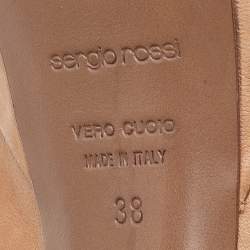 sergio rossi
VERO CUOIO
MADE IN ITALY
38